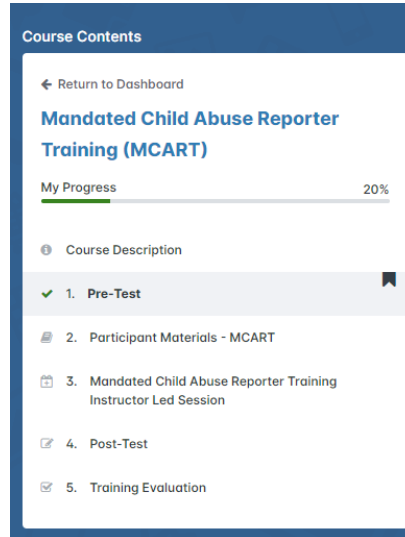 Course Contents
Return to Dashboard
Mandated Child Abuse Reporter
Training (MCART)
My Progress 20%
Course Description
1. Pre-Test
2. Participant Materials - MCART
3. Mandated Child Abuse Reporter Training
Instructor Led Session
4. Post-Test
5. Training Evaluation